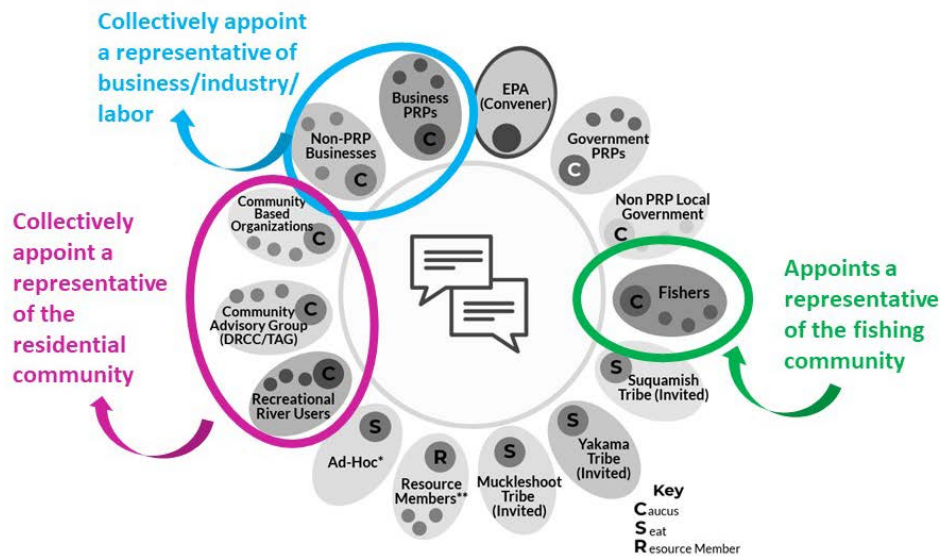 Collectively appoint
a representative of
business/industry/
labor
Business
PRPs
C
Non-PRP
Businesses
C
EPA
(Convener)
Government
PRPs
C
Non PRP Local
Government
C
Fishers
C
Appoints a
representative
of the fishing
community
Collectively
appoint a
representative
of the
residential
community
Community
Based
Organizations
C
Community
Advisory Group
(DRCC/TAG)
C
Recreational
River Users
C
S
Suquamish
Tribe (Invited)
S
Yakama
Tribe
(Invited)
S
Muckleshoot
Tribe
(Invited)
R
Resource
Members**
S
Ad-Hoc*
Key
Caucus
Seat
Resource Member